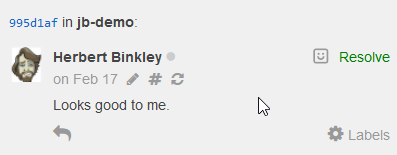 995d1af in jb-demo:
Herbert Binkley
Resolve
on Feb 17 #
Looks good to me.
Labels